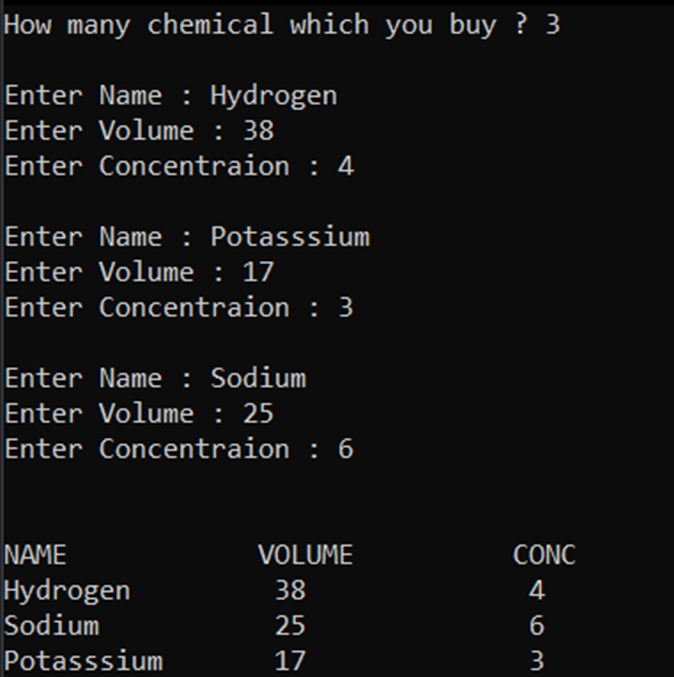 How many chemical which you buy ? 3
Enter Name : Hydrogen
Enter Volume : 38
Enter Concentraion : 4
Enter Name : Potasssium
Enter Volume : 17
Enter Concentraion : 3
Enter Name : Sodium
Enter Volume : 25
Enter Concentraion : 6
NAME VOLUME CONC
Hydrogen 38 4
Sodium 25 6
Potasssium 17 3